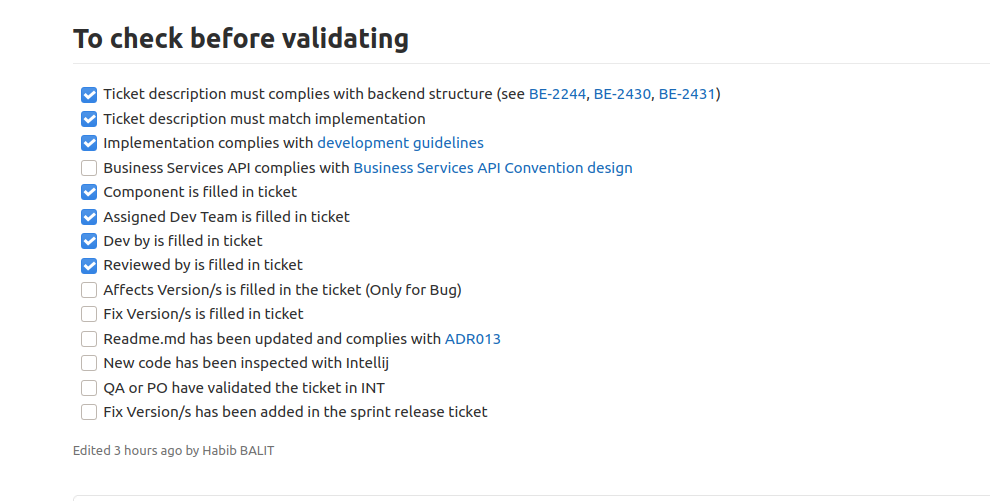 To check before validating
Ticket description must complies with backend structure (see BE-2244, BE-2430, BE-2431)
Ticket description must match implementation
Implementation complies with development guidelines
Business Services API complies with Business Services API Convention design
Component is filled in ticket
Assigned Dev Team is filled in ticket
Dev by is filled in ticket
Reviewed by is filled in ticket
Affects Version/s is filled in the ticket (Only for Bug)
Fix Version/s is filled in ticket
Readme.md has been updated and complies with ADR013
New code has been inspected with Intellij
QA or PO have validated the ticket in INT
Fix Version/s has been added in the sprint release ticket
Edited 3 hours ago by Habib BALIT